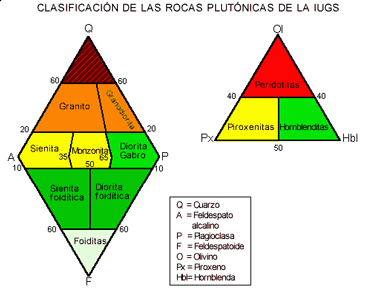 CLASIFICACIÓN DE LAS ROCAS PLUTÓNICAS DE LA IUGS
Q
60 60
Granito Granodiorita
20 20
Sienita Monzonita Diorita
Gabro
A 35 65 P
50
10 10
Sienita
foidítica
Diorita
foidítica
60 60
Foiditas
F
Ol
Peridotitas
40 40
Piroxenitas Hornblenditas
Px Hbl
50
Q = Cuarzo
A = Feldespato
alcalino
P = Plagioclasa
F = Feldespatoide
O = Olivino
Px = Piroxeno
Hbl= Hornblenda